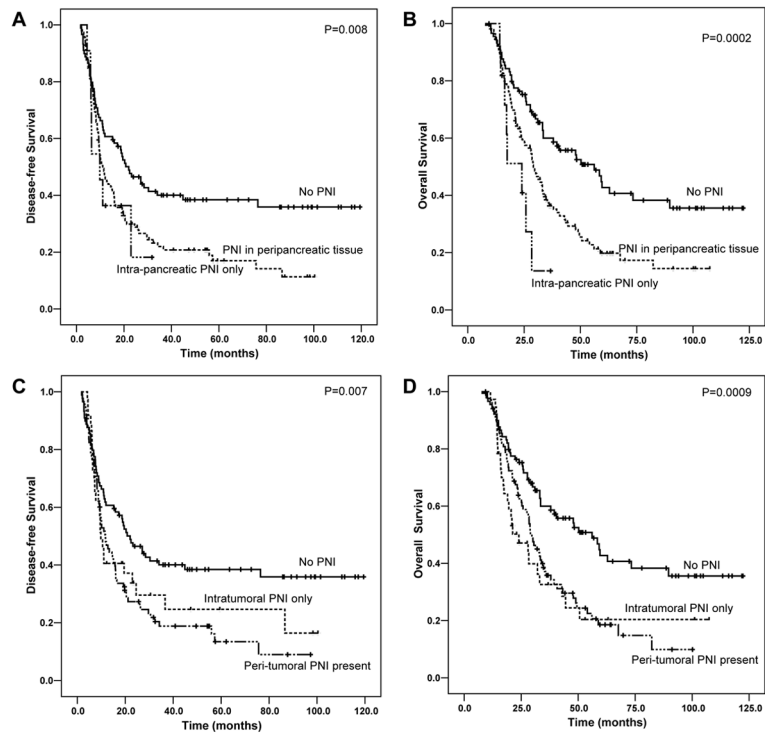 A
P=0.008
Disease-free Survival
1.0
0.8
0.6
0.4
0.2
0.0
No PNI
PNI in peripancreatic tissue
Intra-pancreatic PNI only
0.0 20.0 40.0 60.0 80.0 100.0 120.0
Time (months)
B
P=0.0002
Overall Survival
1.0
0.8
0.6
0.4
0.2
0.0
No PNI
PNI in peripancreatic tissue
Intra-pancreatic PNI only
0.0 25.0 50.0 75.0 100.0 125.0
Time (months)
C
P=0.007
Disease-free Survival
1.0
0.8
0.6
0.4
0.2
0.0
No PNI
Intratumoral PNI only
Peri-tumoral PNI present
0.0 20.0 40.0 60.0 80.0 100.0 120.0
Time (months)
D
P=0.0009
Overall Survival
1.0
0.8
0.6
0.4
0.2
0.0
No PNI
Intratumoral PNI only
Peri-tumoral PNI present
0.0 25.0 50.0 75.0 100.0 125.0
Time (months)